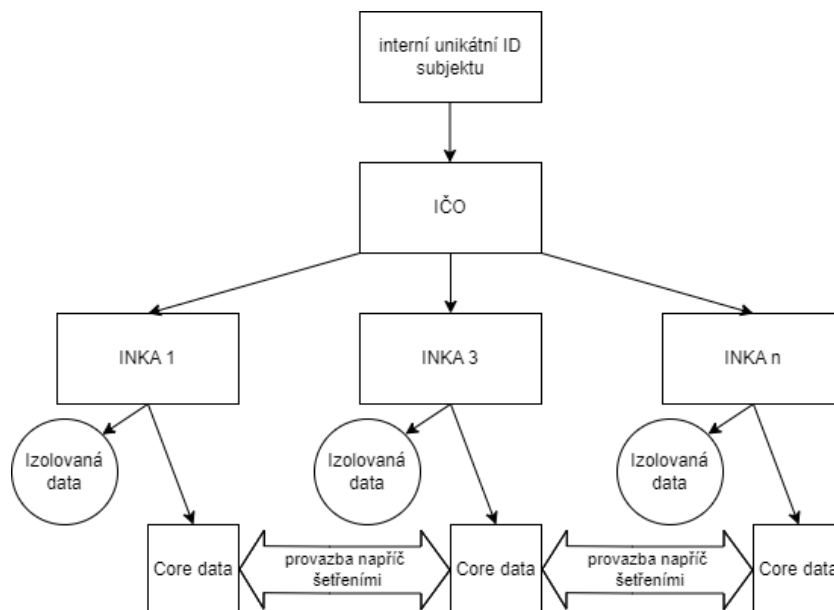 interní unikátní ID
subjektu
IČO
INKA 1
INKA 3
INKA n
Izolovaná
data
Izolovaná
data
Izolovaná
data
Core data
provazba napříč
šetřeními
Core data
provazba napříč
šetřeními
Core data